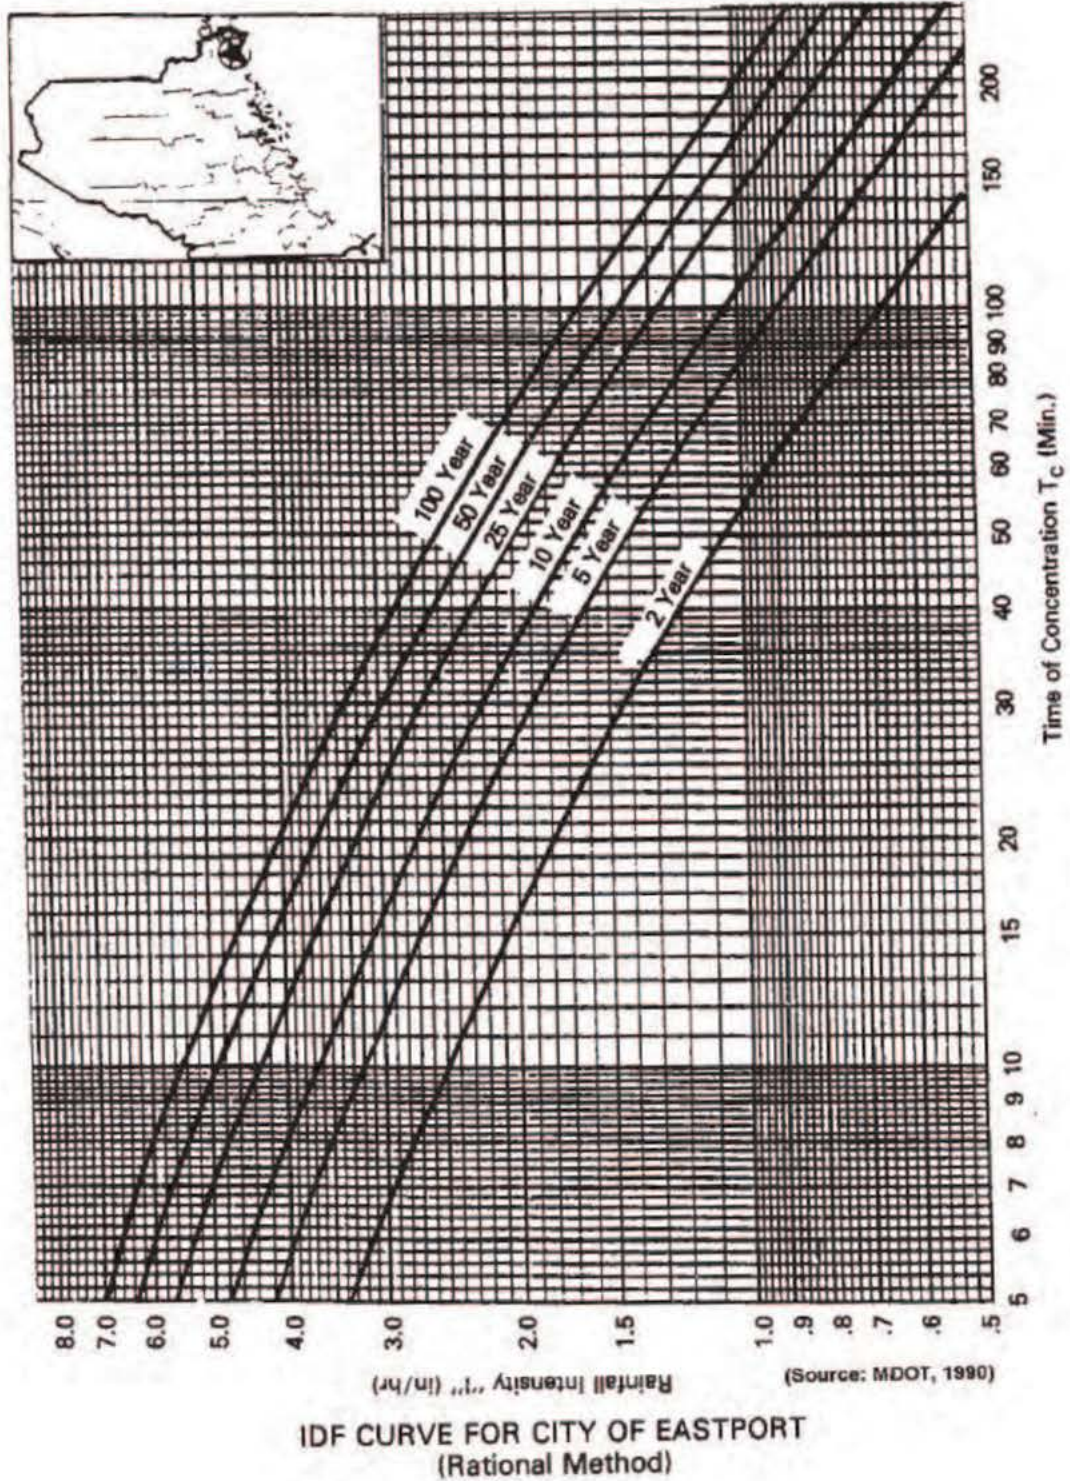 100 Year
50 Year
25 Year
10 Year
5 Year
2 Year
8.0
7.0
6.0
5.0
4.0
3.0
2.0
1.5
1.0
.9
.8
.7
.6
.5
Rainfall Intensity "i" (in/hr)
5
6
7
8
9
10
15
20
30
40
50
60
70
80
90
100
150
200
Time of Concentration Tc (Min.)
(Source: MDOT, 1990)
IDF CURVE FOR CITY OF EASTPORT
(Rational Method)